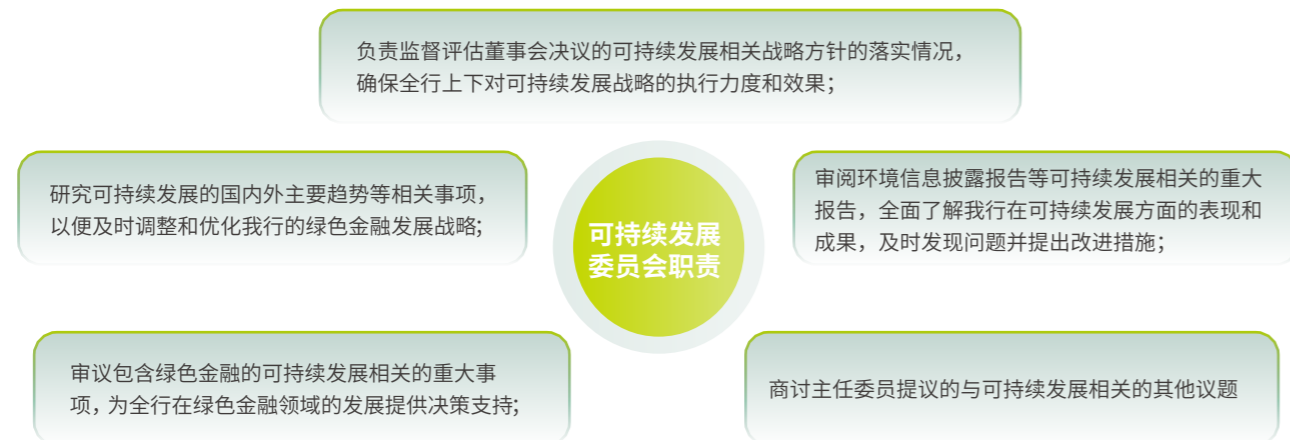 负责监督评估董事会决议的可持续发展相关战略方针的落实情况，
确保全行上下对可持续发展战略的执行力度和效果；
研究可持续发展的国内外主要趋势等相关事项，
以便及时调整和优化我行的绿色金融发展战略;
审阅环境信息披露报告等可持续发展相关的重大
报告，全面了解我行在可持续发展方面的表现和
成果，及时发现问题并提出改进措施；
可持续发展
委员会职责
审议包含绿色金融的可持续发展相关的重大事
项，为全行在绿色金融领域的发展提供决策支持;
商讨主任委员提议的与可持续发展相关的其他议题